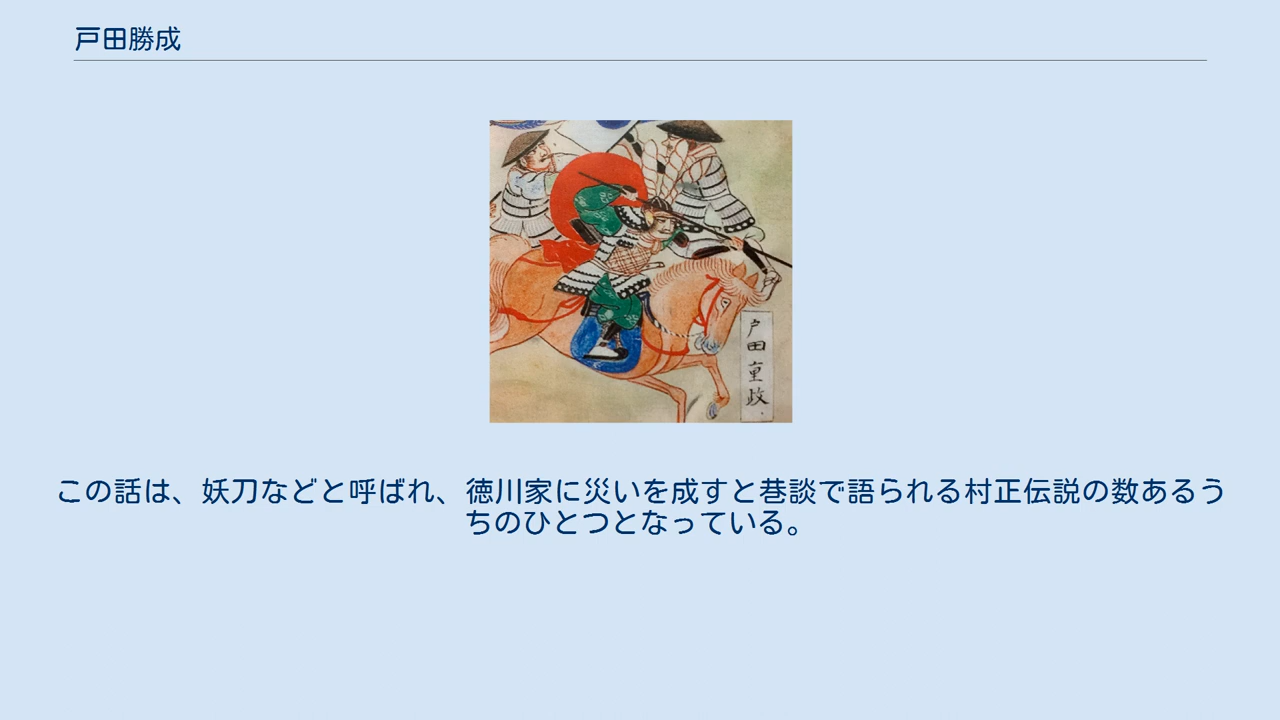 戸田勝成
戸田重政
この話は、妖刀などと呼ばれ、徳川家に災いを成すと巷談で語られる村正伝説の数あるう
ちのひとつとなっている。